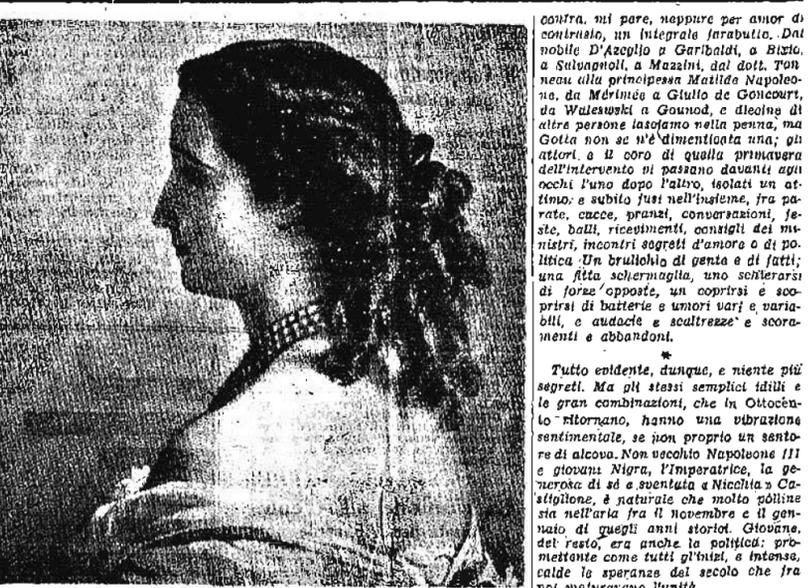 contra, mi pare, neppure per amor di
contrasto, un integrale farabutto. Dal
nobile D'Azeglio a Garibaldi, a Bixio,
a Salvagnoli, a Mazzini, dal dott. Ton
neau alla principessa Matilde Napoleo-
ne, da Mérimée a Giulio de Goncourt,
da Walewski a Gounod, e diecine di
altre persone lasciamo nella penna, ma
Gotta non se n'è dimenticata una; gli
attori e il coro di quella primavera
dell'intervento vi passano davanti agli
occhi l'uno dopo l'altro, isolati un at-
timo, e subito fusi nell'insieme, fra pa-
rate, cacce, pranzi, conversazioni, fe-
ste, balli, ricevimenti, consigli dei mi-
nistri, incontri segreti d'amore o di po-
litica. Un brulichio di gente e di fatti;
una fitta schermaglia, uno schierarsi
di forze opposte, un coprirsi e sco-
prirsi di batterie e umori varj e varia-
bili, e audacie e scaltrezze e scora-
menti e abbandoni.
*
Tutto evidente, dunque, e niente più
segreti. Ma gli stessi semplici idilli e
le gran combinazioni, che in Ottocen-
to ritornano, hanno una vibrazione
sentimentale, se non proprio un sento-
re di alcova. Non vecchio Napoleone III
e giovani Nigra, l'Imperatrice, la ge-
nerosa di sé e sventata « Nicchia » Ca-
stiglione, è naturale che molto pòlline
sia nell'aria fra il novembre e il gen-
naio di quegli anni storici. Giovane,
del resto, era anche la politica: pro-
mettente come tutti gl'inizi, e intense,
calde le speranze del secolo che fra